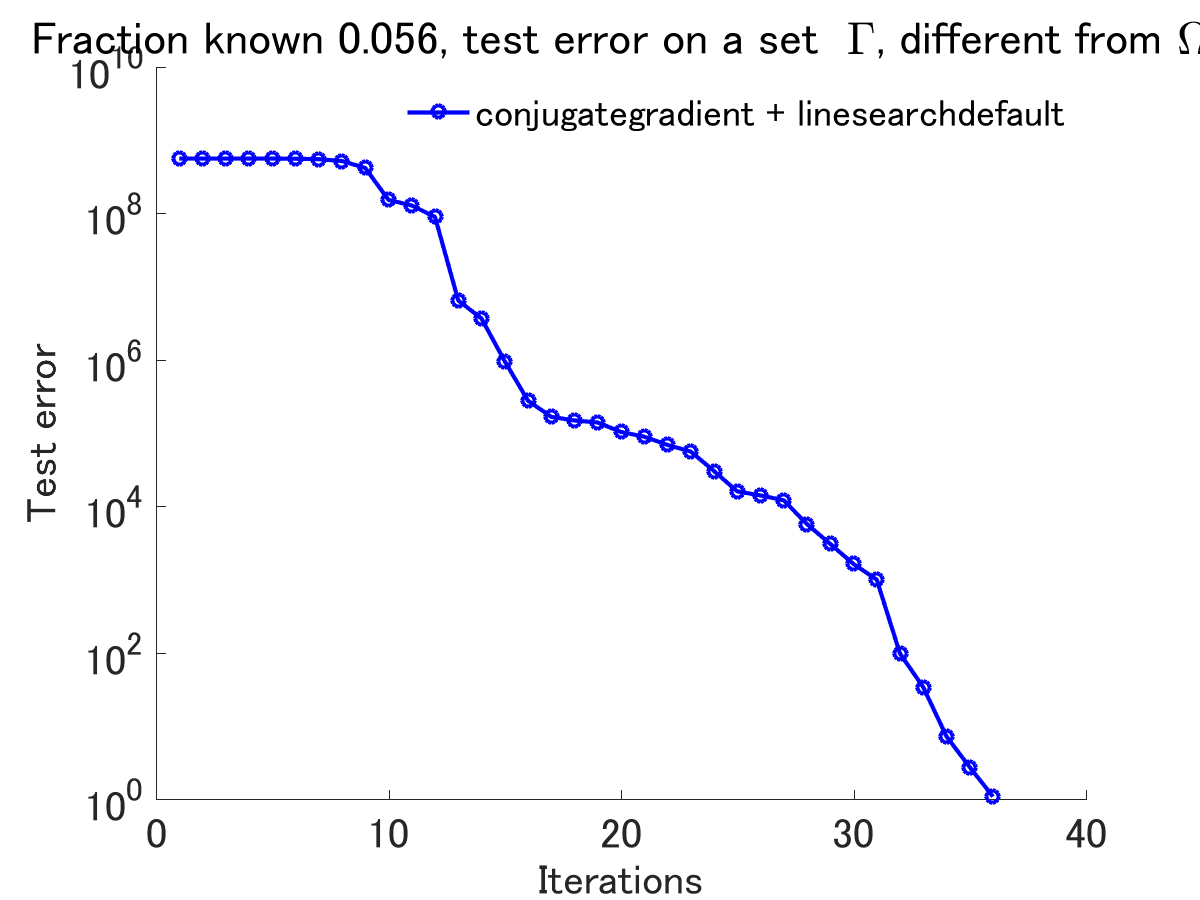 Fraction known 0.056, test error on a set Γ, different from Ω
10^10
conjugategradient + linesearchdefault
10^8
10^6
10^4
10^2
10^0
Test error
0 10 20 30 40
Iterations